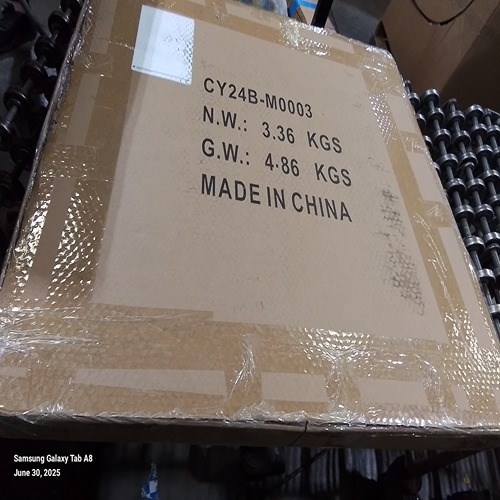 CY24B-M0003
N.W.: 3.36 KGS
G.W.: 4.86 KGS
MADE IN CHINA
Samsung Galaxy Tab A8
June 30, 2025